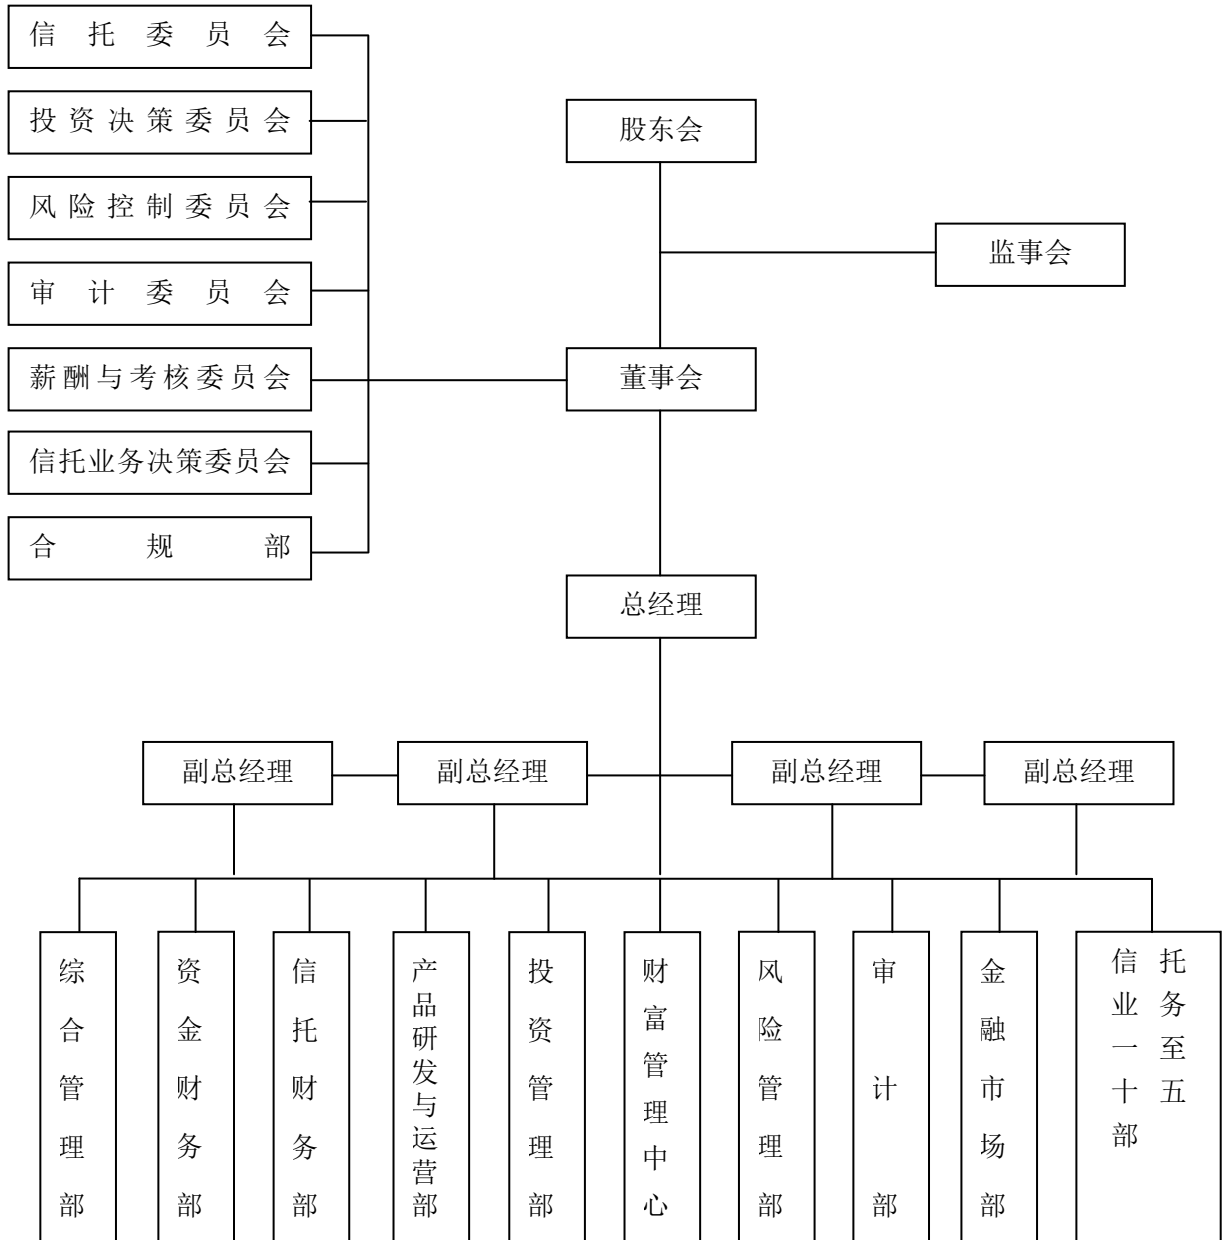 信托委员会
投资决策委员会
风险控制委员会
审计委员会
薪酬与考核委员会
信托业务决策委员会
合规部
股东会
监事会
董事会
总经理
副总经理
副总经理
副总经理
副总经理
综合管理部
资金财务部
信托财务部
产品研发与运营部
投资管理部
财富管理中心
风险管理部
审计部
金融市场部
信托
业务
一至
十五
部